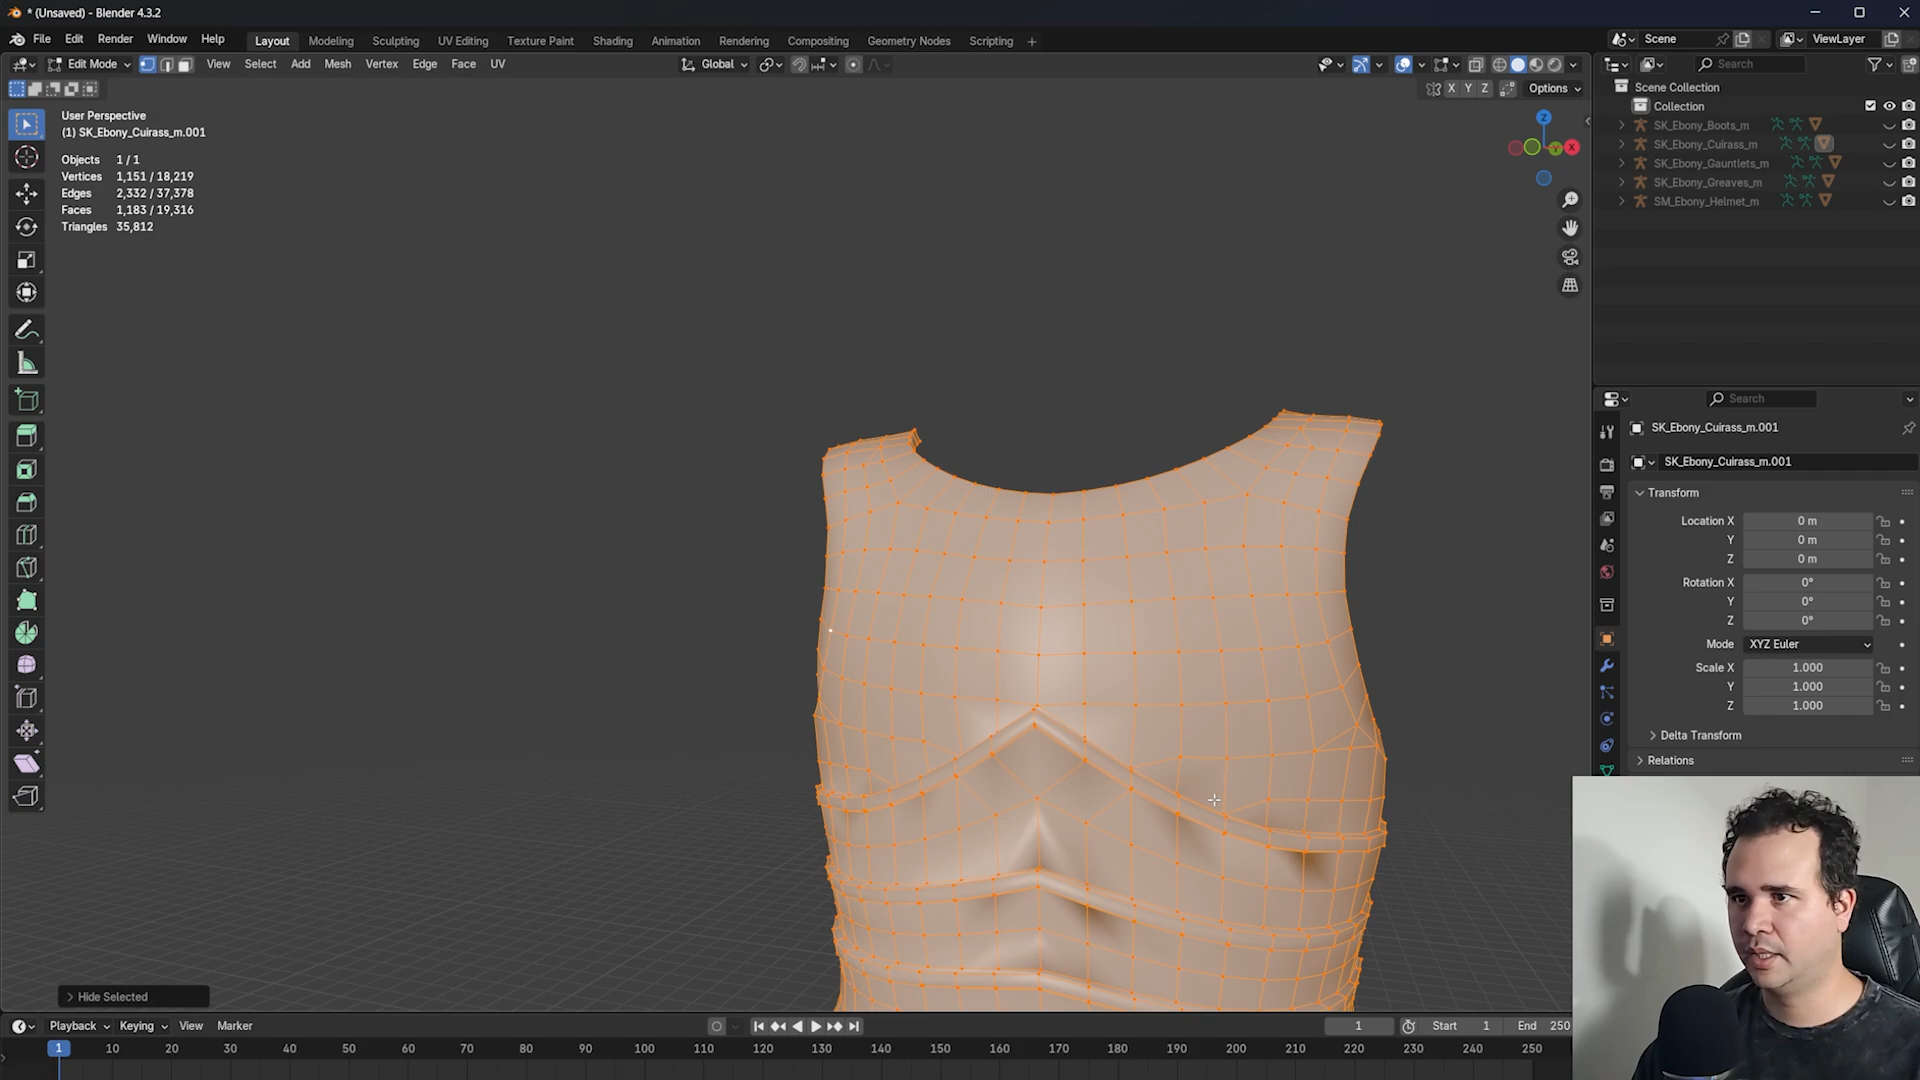 * (Unsaved) - Blender 4.3.2
File Edit Render Window Help Layout Modeling Sculpting UV Editing Texture Paint Shading Animation Rendering Compositing Geometry Nodes Scripting + Scene ViewLayer
Edit Mode View Select Add Mesh Vertex Edge Face UV Global Search
X Y Z Options
User Perspective
(1) SK_Ebony_Cuirass_m.001
Objects 1 / 1
Vertices 1,151 / 18,219
Edges 2,332 / 37,378
Faces 1,183 / 19,316
Triangles 35,812
Z
Y
X
Scene Collection
Collection
SK_Ebony_Boots_m
SK_Ebony_Cuirass_m
SK_Ebony_Gauntlets_m
SK_Ebony_Greaves_m
SM_Ebony_Helmet_m
Search
SK_Ebony_Cuirass_m.001
SK_Ebony_Cuirass_m.001
Transform
Location X 0 m
Y 0 m
Z 0 m
Rotation X 0°
Y 0°
Z 0°
Mode XYZ Euler
Scale X 1.000
Y 1.000
Z 1.000
Delta Transform
Relations
Hide Selected
Playback Keying View Marker 1 Start 1 End 250
1 10 20 30 40 50 60 70 80 90 100 110 120 130 140 150 160 170 180 190 200 210 220 230 240 250